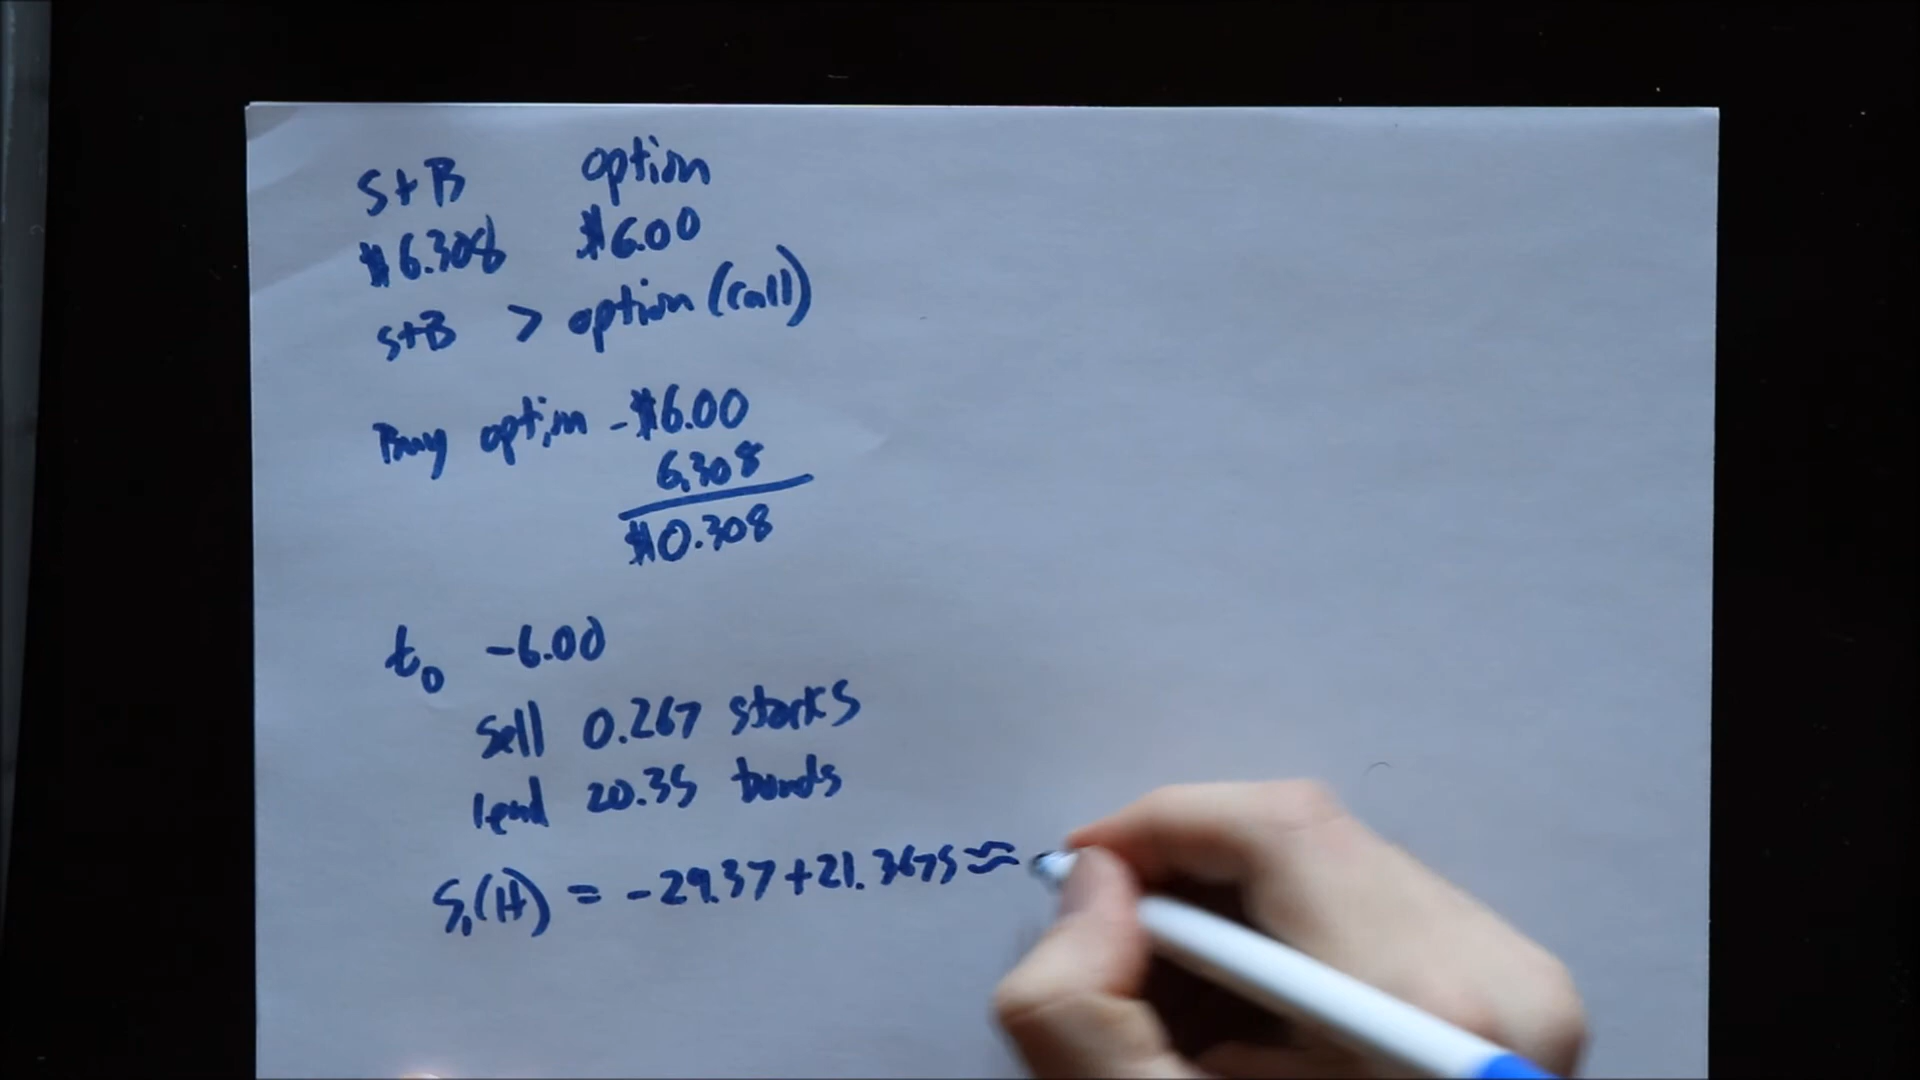 S+B option
$6.308 $6.00
S+B > option (call)
Buy option -$6.00
6.308
$0.308
t0 -6.00
Sell 0.267 stocks
lend 20.35 bonds
S1(H) = -29.37+21.3675≈